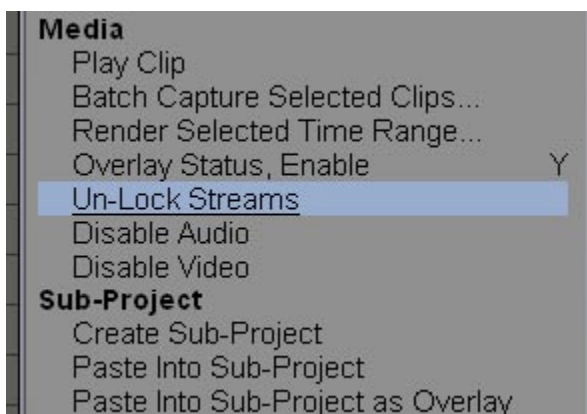 Media
Play Clip
Batch Capture Selected Clips...
Render Selected Time Range...
Overlay Status, Enable Y
Un-Lock Streams
Disable Audio
Disable Video
Sub-Project
Create Sub-Project
Paste Into Sub-Project
Paste Into Sub-Project as Overlay